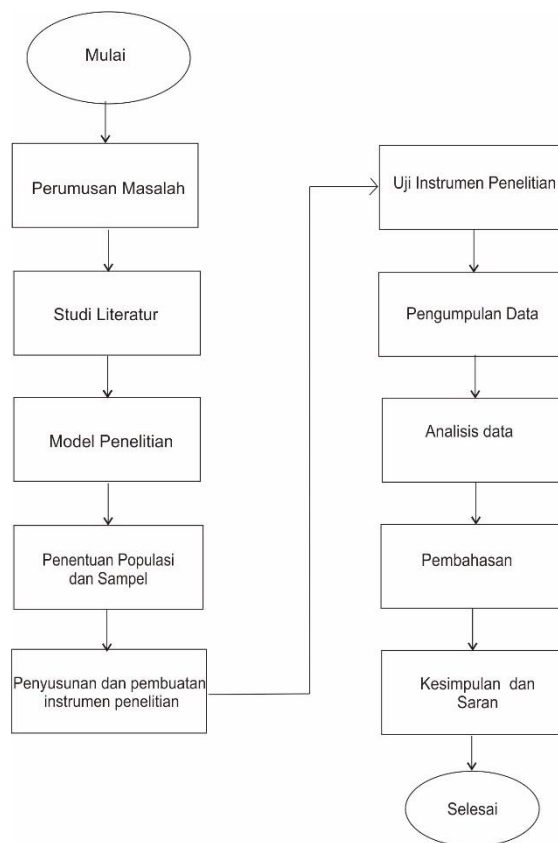 Mulai
Perumusan Masalah
Studi Literatur
Model Penelitian
Penentuan Populasi
dan Sampel
Penyusunan dan pembuatan
instrumen penelitian
Uji Instrumen Penelitian
Pengumpulan Data
Analisis data
Pembahasan
Kesimpulan dan
Saran
Selesai